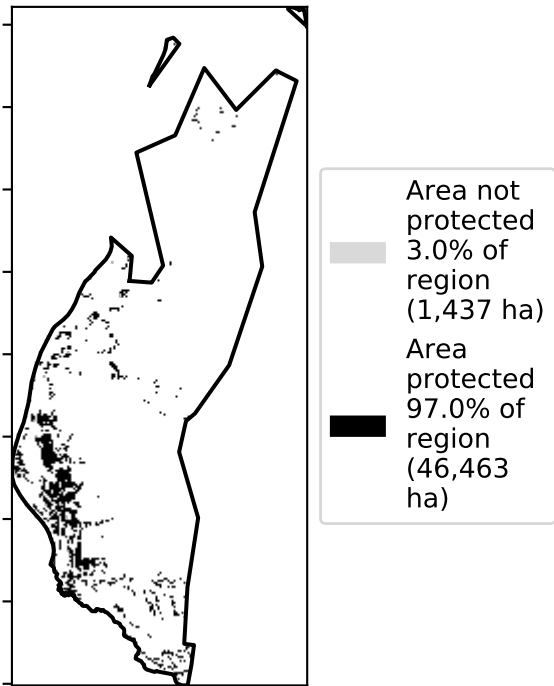 Area not
protected
3.0% of
region
(1,437 ha)
Area
protected
97.0% of
region
(46,463
ha)